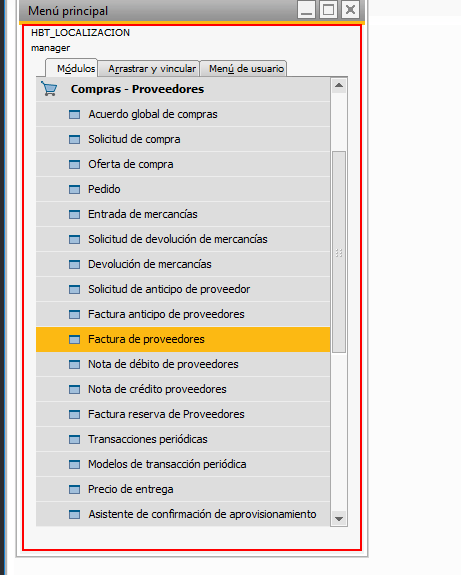 Menú principal
HBT_LOCALIZACION
manager
Módulos Arrastrar y vincular Menú de usuario
Compras - Proveedores
Acuerdo global de compras
Solicitud de compra
Oferta de compra
Pedido
Entrada de mercancías
Solicitud de devolución de mercancías
Devolución de mercancías
Solicitud de anticipo de proveedor
Factura anticipo de proveedores
Factura de proveedores
Nota de débito de proveedores
Nota de crédito proveedores
Factura reserva de Proveedores
Transacciones periódicas
Modelos de transacción periódica
Precio de entrega
Asistente de confirmación de aprovisionamiento